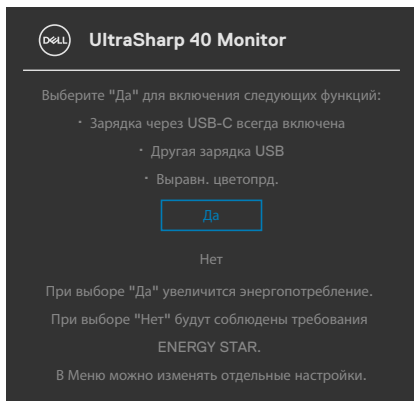 DELL UltraSharp 40 Monitor
Выберите "Да" для включения следующих функций:
· Зарядка через USB-C всегда включена
· Другая зарядка USB
· Выравн. цветопрд.
Да
Нет
При выборе "Да" увеличится энергопотребление.
При выборе "Нет" будут соблюдены требования
ENERGY STAR.
В Меню можно изменять отдельные настройки.